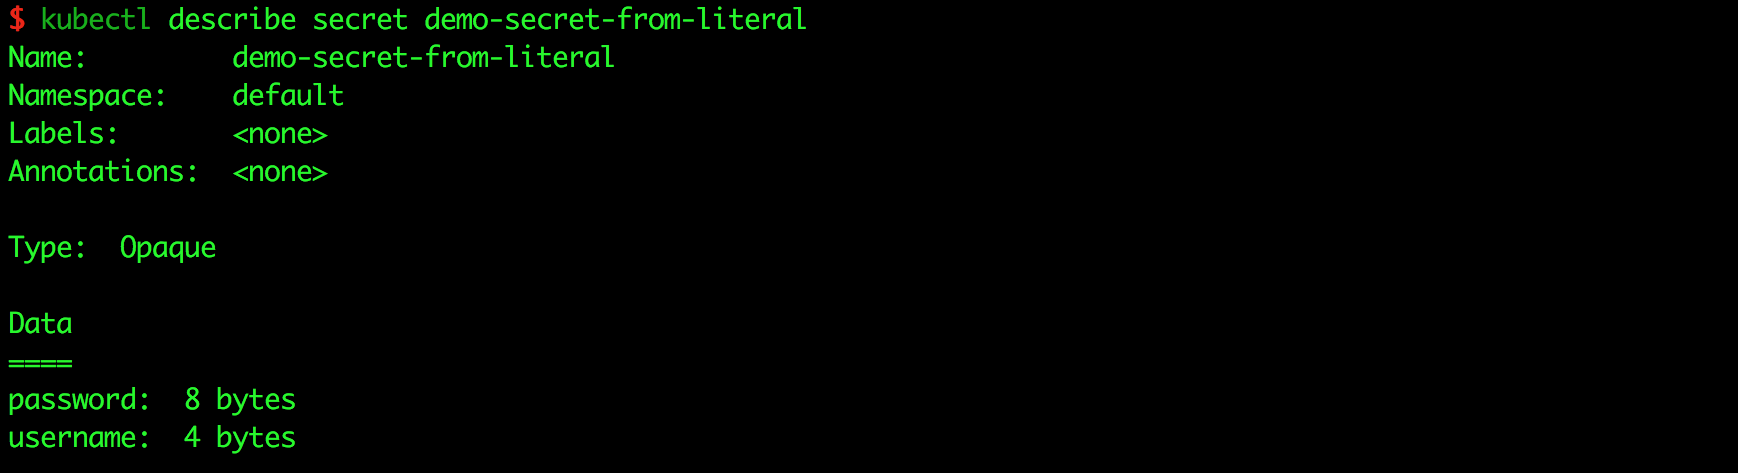 $ kubectl describe secret demo-secret-from-literal
Name:         demo-secret-from-literal
Namespace:    default
Labels:       <none>
Annotations:  <none>

Type:  Opaque

Data
====
password:  8 bytes
username:  4 bytes